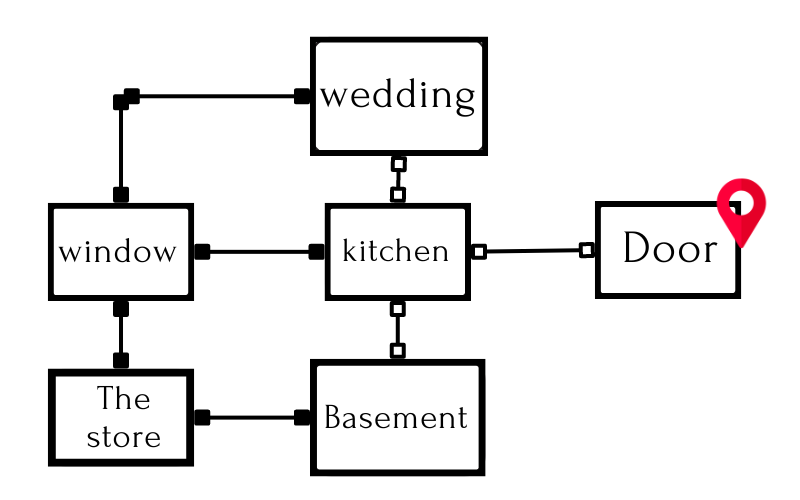 wedding
window
kitchen
Door
The
store
Basement